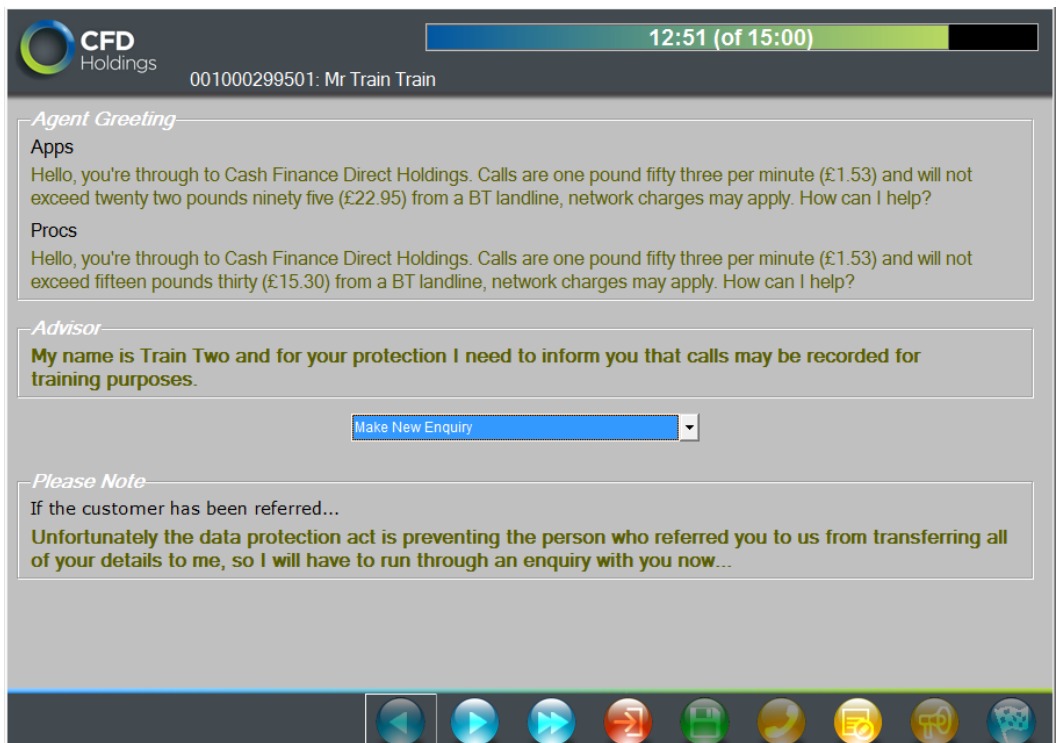 CFD
Holdings
12:51 (of 15:00)
001000299501: Mr Train Train
Agent Greeting
Apps
Hello, you're through to Cash Finance Direct Holdings. Calls are one pound fifty three per minute (£1.53) and will not
exceed twenty two pounds ninety five (£22.95) from a BT landline, network charges may apply. How can I help?
Procs
Hello, you're through to Cash Finance Direct Holdings. Calls are one pound fifty three per minute (£1.53) and will not
exceed fifteen pounds thirty (£15.30) from a BT landline, network charges may apply. How can I help?
Advisor
My name is Train Two and for your protection I need to inform you that calls may be recorded for
training purposes.
Make New Enquiry
Please Note
If the customer has been referred...
Unfortunately the data protection act is preventing the person who referred you to us from transferring all
of your details to me, so I will have to run through an enquiry with you now...